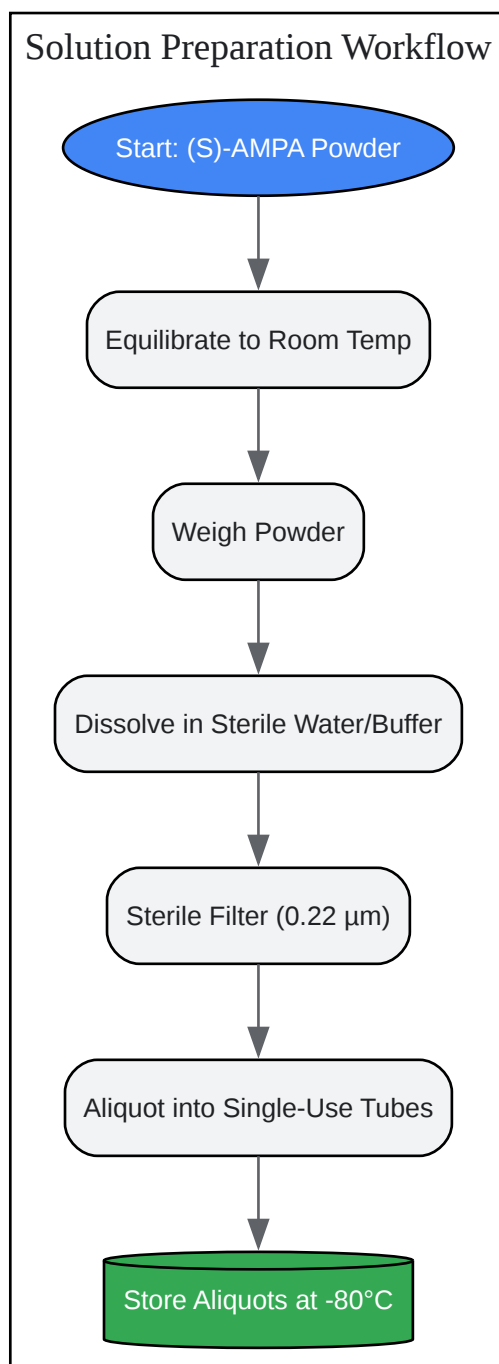 Solution Preparation Workflow
Start: (S)-AMPA Powder
Equilibrate to Room Temp
Weigh Powder
Dissolve in Sterile Water/Buffer
Sterile Filter (0.22 µm)
Aliquot into Single-Use Tubes
Store Aliquots at -80°C